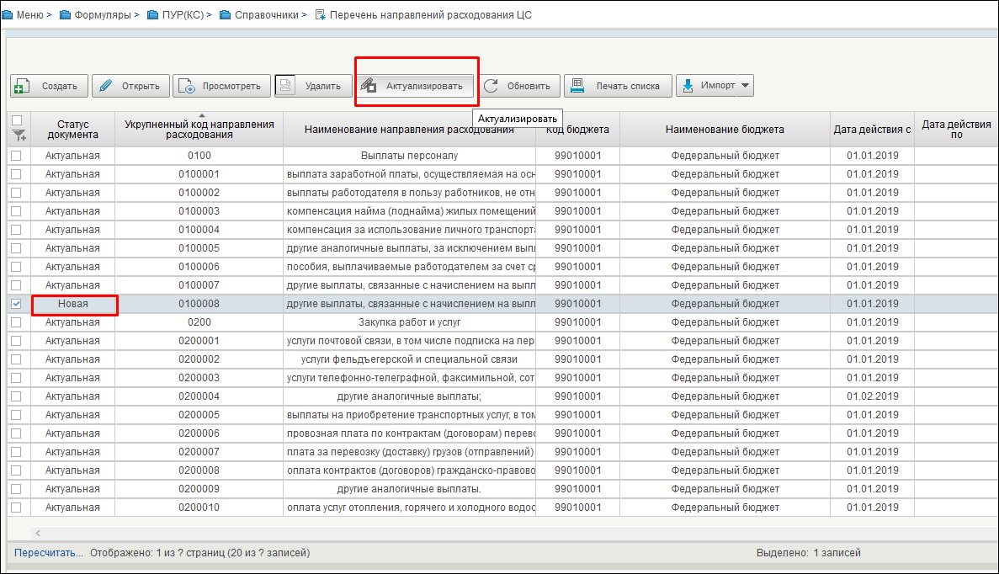 Меню > Формуляры > ПУР(КС) > Справочники > Перечень направлений расходования ЦС
Создать Открыть Просмотреть Удалить Актуализировать Обновить Печать списка Импорт
Актуализировать
Статус документа Укрупненный код направления расходования Наименование направления расходования Код бюджета Наименование бюджета Дата действия с Дата действия по
Актуальная 0100 Выплаты персоналу 99010001 Федеральный бюджет 01.01.2019
Актуальная 0100001 выплата заработной платы, осуществляемая на осн 99010001 Федеральный бюджет 01.01.2019
Актуальная 0100002 выплаты работодателя в пользу работников, не отн 99010001 Федеральный бюджет 01.01.2019
Актуальная 0100003 компенсация найма (поднайма) жилых помещений 99010001 Федеральный бюджет 01.01.2019
Актуальная 0100004 компенсация за использование личного транспорта 99010001 Федеральный бюджет 01.01.2019
Актуальная 0100005 другие аналогичные выплаты, за исключением выпл 99010001 Федеральный бюджет 01.01.2019
Актуальная 0100006 пособия, выплачиваемые работодателем за счет ср 99010001 Федеральный бюджет 01.01.2019
Актуальная 0100007 другие выплаты, связанные с начислением на выпл 99010001 Федеральный бюджет 01.01.2019
Новая 0100008 другие выплаты, связанные с начислением на выпл 99010001 Федеральный бюджет 01.01.2019
Актуальная 0200 Закупка работ и услуг 99010001 Федеральный бюджет 01.01.2019
Актуальная 0200001 услуги почтовой связи, в том числе подписка на пер 99010001 Федеральный бюджет 01.01.2019
Актуальная 0200002 услуги фельдъегерской и специальной связи 99010001 Федеральный бюджет 01.01.2019
Актуальная 0200003 услуги телефонно-телеграфной, факсимильной, сот 99010001 Федеральный бюджет 01.01.2019
Актуальная 0200004 другие аналогичные выплаты; 99010001 Федеральный бюджет 01.02.2019
Актуальная 0200005 выплаты на приобретение транспортных услуг, в том 99010001 Федеральный бюджет 01.01.2019
Актуальная 0200006 провозная плата по контрактам (договорам) перево 99010001 Федеральный бюджет 01.01.2019
Актуальная 0200007 плата за перевозку (доставку) грузов (отправлений) 99010001 Федеральный бюджет 01.01.2019
Актуальная 0200008 оплата контрактов (договоров) гражданско-правово 99010001 Федеральный бюджет 01.01.2019
Актуальная 0200009 другие аналогичные выплаты. 99010001 Федеральный бюджет 01.01.2019
Актуальная 0200010 оплата услуг отопления, горячего и холодного водос 99010001 Федеральный бюджет 01.01.2019
Пересчитать... Отображено: 1 из ? страниц (20 из ? записей) Выделено: 1 записей